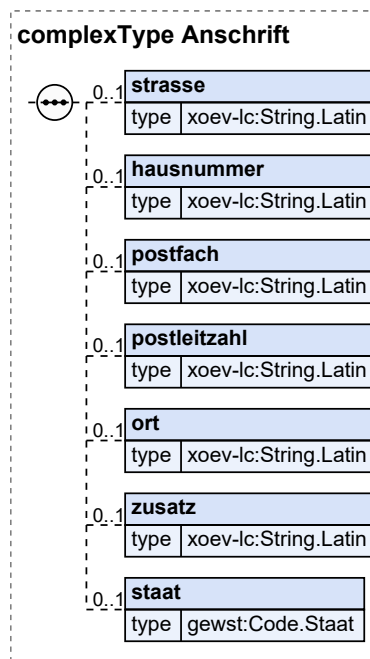 complexType Anschrift
0..1 strasse
type xoev-lc:String.Latin
0..1 hausnummer
type xoev-lc:String.Latin
0..1 postfach
type xoev-lc:String.Latin
0..1 postleitzahl
type xoev-lc:String.Latin
0..1 ort
type xoev-lc:String.Latin
0..1 zusatz
type xoev-lc:String.Latin
0..1 staat
type gewst:Code.Staat